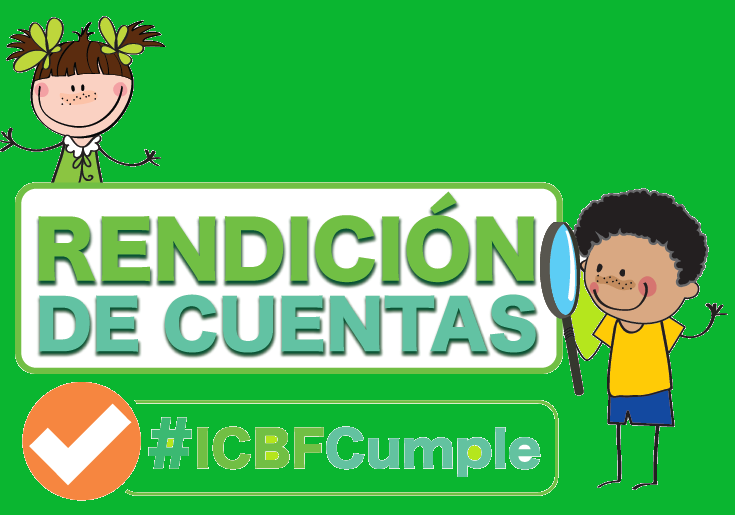 RENDICIÓN
DE CUENTAS
#ICBFCumple